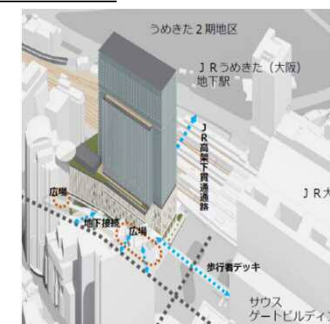 うめきた２期地区
ＪＲうめきた（大阪）
地下駅
ＪＲ高架下貫通通路
広場
ＪＲ大
地下接続
広場
歩行者デッキ
サウス
ゲートビルディ